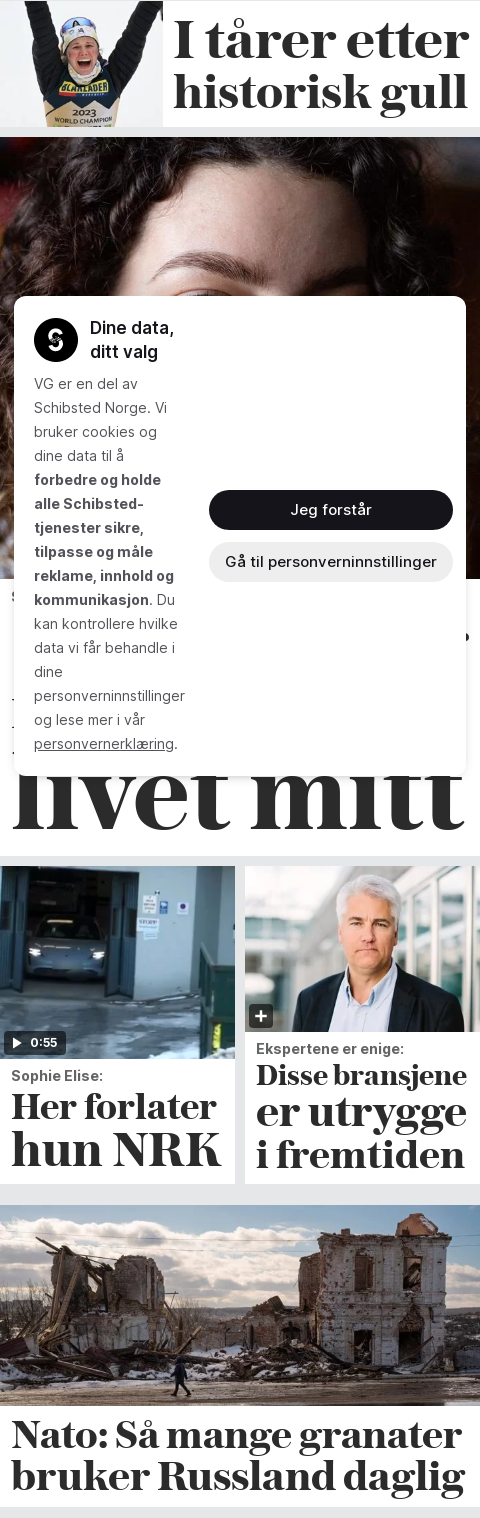 I tårer etter
historisk gull
BLÅKLÄDER
2023
WORLD CHAMPION
Dine data,
ditt valg
VG er en del av
Schibsted Norge. Vi
bruker cookies og
dine data til å
forbedre og holde
alle Schibsted-
tjenester sikre,
tilpasse og måle
reklame, innhold og
kommunikasjon. Du
kan kontrollere hvilke
data vi får behandle i
dine
personverninnstillinger
og lese mer i vår
personvernerklæring.
Jeg forstår
Gå til personverninnstillinger
livet mitt
0:55
Sophie Elise:
Her forlater
hun NRK
Ekspertene er enige:
Disse bransjene
er utrygge
i fremtiden
Nato: Så mange granater
bruker Russland daglig